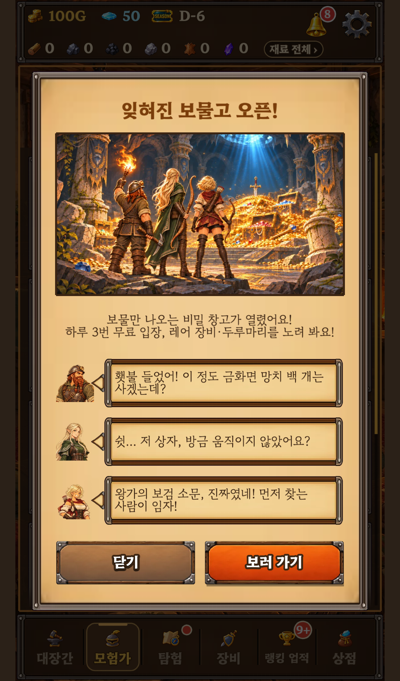 100G 50 SEASON D-6 8
0 0 0 0 0 0 재료 전체 ›
잊혀진 보물고 오픈!
보물만 나오는 비밀 창고가 열렸어요!
하루 3번 무료 입장, 레어 장비·두루마리를 노려 봐요!
횃불 들었어! 이 정도 금화면 망치 백 개는
사겠는데?
쉿... 저 상자, 방금 움직이지 않았어요?
왕가의 보검 소문, 진짜였네! 먼저 찾는
사람이 임자!
닫기 보러 가기
9+
대장간 모험가 탐험 장비 랭킹 업적 상점